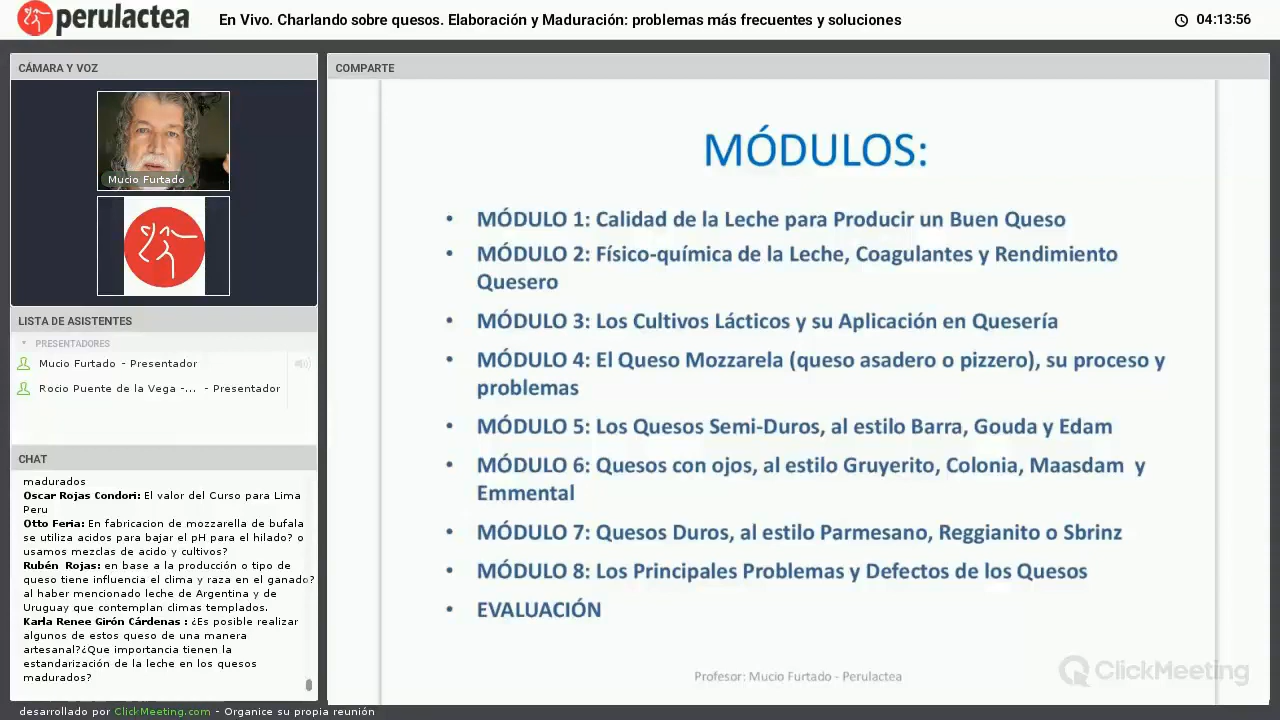 perulactea
En Vivo. Charlando sobre quesos. Elaboración y Maduración: problemas más frecuentes y soluciones
04:13:56
CÁMARA Y VOZ
Mucio Furtado
LISTA DE ASISTENTES
PRESENTADORES
Mucio Furtado - Presentador
Rocio Puente de la Vega -... - Presentador
CHAT
madurados
Oscar Rojas Condori: El valor del Curso para Lima
Peru
Otto Feria: En fabricacion de mozzarella de bufala
se utiliza acidos para bajar el pH para el hilado? o
usamos mezclas de acido y cultivos?
Rubén Rojas: en base a la producción o tipo de
queso tiene influencia el clima y raza en el ganado?
al haber mencionado leche de Argentina y de
Uruguay que contemplan climas templados.
Karla Renee Girón Cárdenas : ¿Es posible realizar
algunos de estos queso de una manera
artesanal?¿Que importancia tienen la
estandarización de la leche en los quesos
madurados?
COMPARTE
MÓDULOS:
• MÓDULO 1: Calidad de la Leche para Producir un Buen Queso
• MÓDULO 2: Físico-química de la Leche, Coagulantes y Rendimiento
Quesero
• MÓDULO 3: Los Cultivos Lácticos y su Aplicación en Quesería
• MÓDULO 4: El Queso Mozzarela (queso asadero o pizzero), su proceso y
problemas
• MÓDULO 5: Los Quesos Semi-Duros, al estilo Barra, Gouda y Edam
• MÓDULO 6: Quesos con ojos, al estilo Gruyerito, Colonia, Maasdam y
Emmental
• MÓDULO 7: Quesos Duros, al estilo Parmesano, Reggianito o Sbrinz
• MÓDULO 8: Los Principales Problemas y Defectos de los Quesos
• EVALUACIÓN
Profesor: Mucio Furtado - Perulactea
ClickMeeting
desarrollado por ClickMeeting.com - Organice su propia reunión